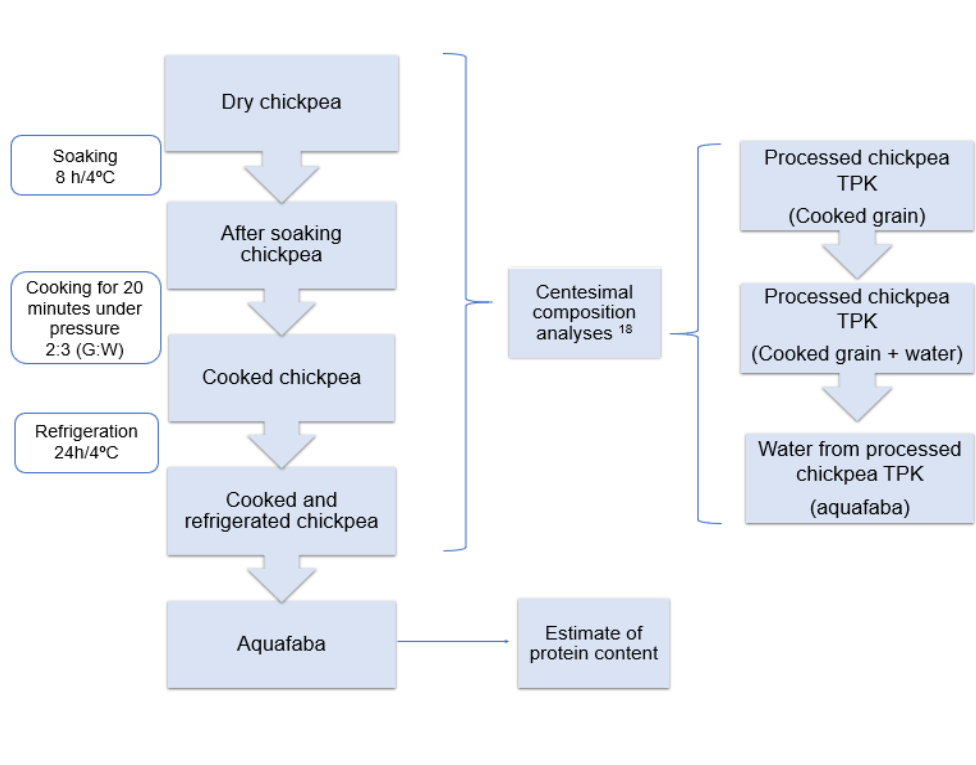 Dry chickpea
Soaking
8 h/4ºC
After soaking
chickpea
Cooking for 20
minutes under
pressure
2:3 (G:W)
Cooked chickpea
Refrigeration
24h/4ºC
Cooked and
refrigerated chickpea
Aquafaba
Estimate of
protein content
Centesimal
composition
analyses 18
Processed chickpea
TPK
(Cooked grain)
Processed chickpea
TPK
(Cooked grain + water)
Water from processed
chickpea TPK
(aquafaba)